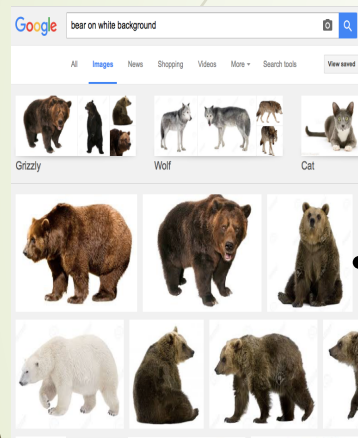 Google bear on white background
All Images News Shopping Videos More Search tools View saved
Grizzly Wolf Cat